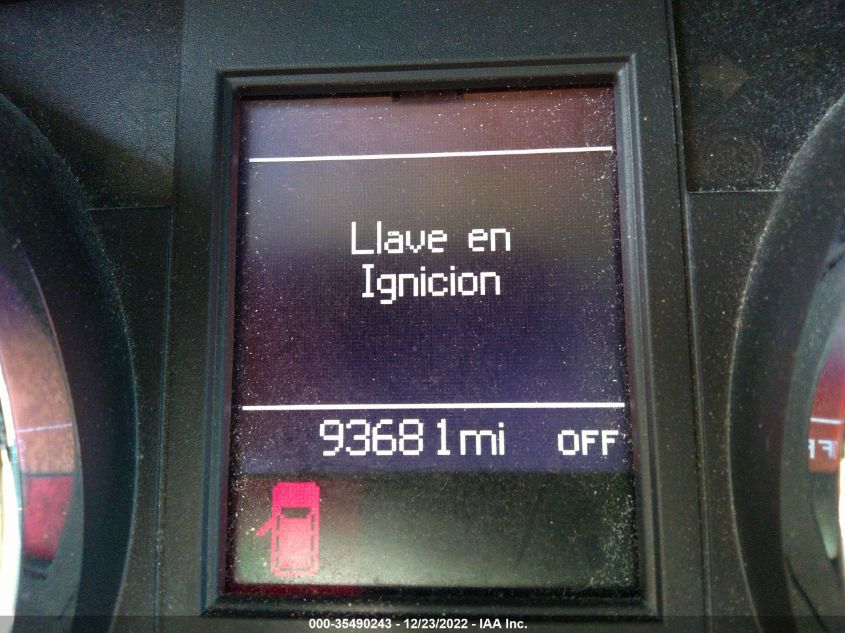 Llave en
Ignicion
93681mi OFF
000-35490243 - 12/23/2022 - IAA Inc.